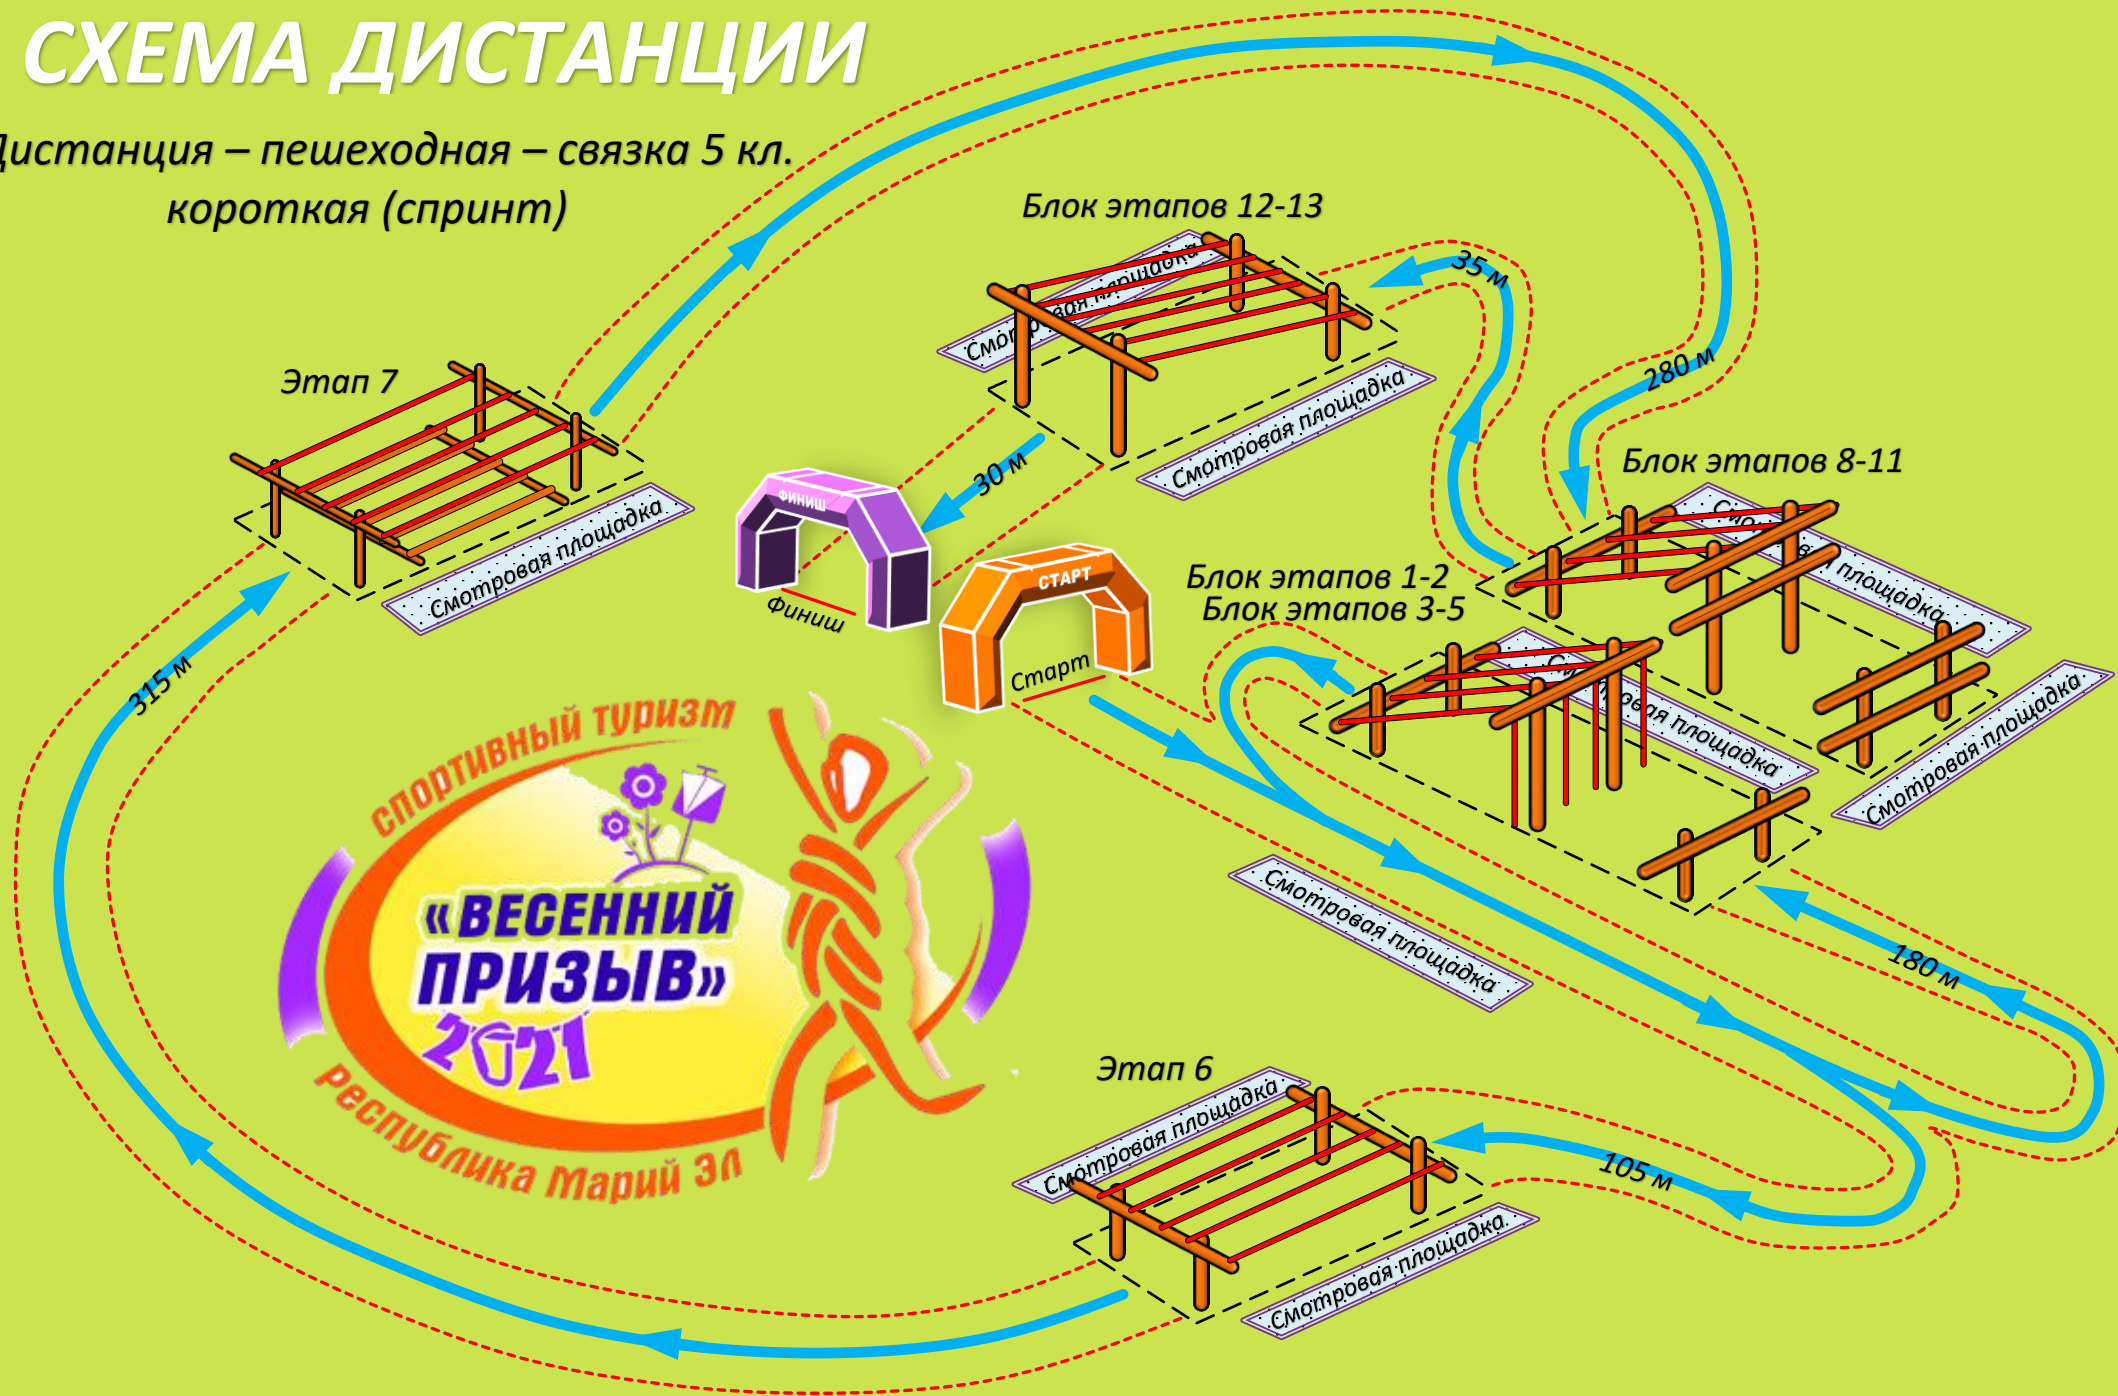 СХЕМА ДИСТАНЦИИ
Дистанция – пешеходная – связка 5 кл.
короткая (спринт)
Блок этапов 12-13
Смотровая площадка
35 м
280 м
Этап 7
Смотровая площадка
30 м
Смотровая площадка
Блок этапов 8-11
Смотровая площадка
ФИНИШ
Финиш
СТАРТ
Старт
Блок этапов 1-2
Блок этапов 3-5
Смотровая площадка
Смотровая площадка
315 м
спортивный туризм
«ВЕСЕННИЙ
ПРИЗЫВ»
2021
республика Марий Эл
Смотровая площадка
180 м
Этап 6
Смотровая площадка
105 м
Смотровая площадка